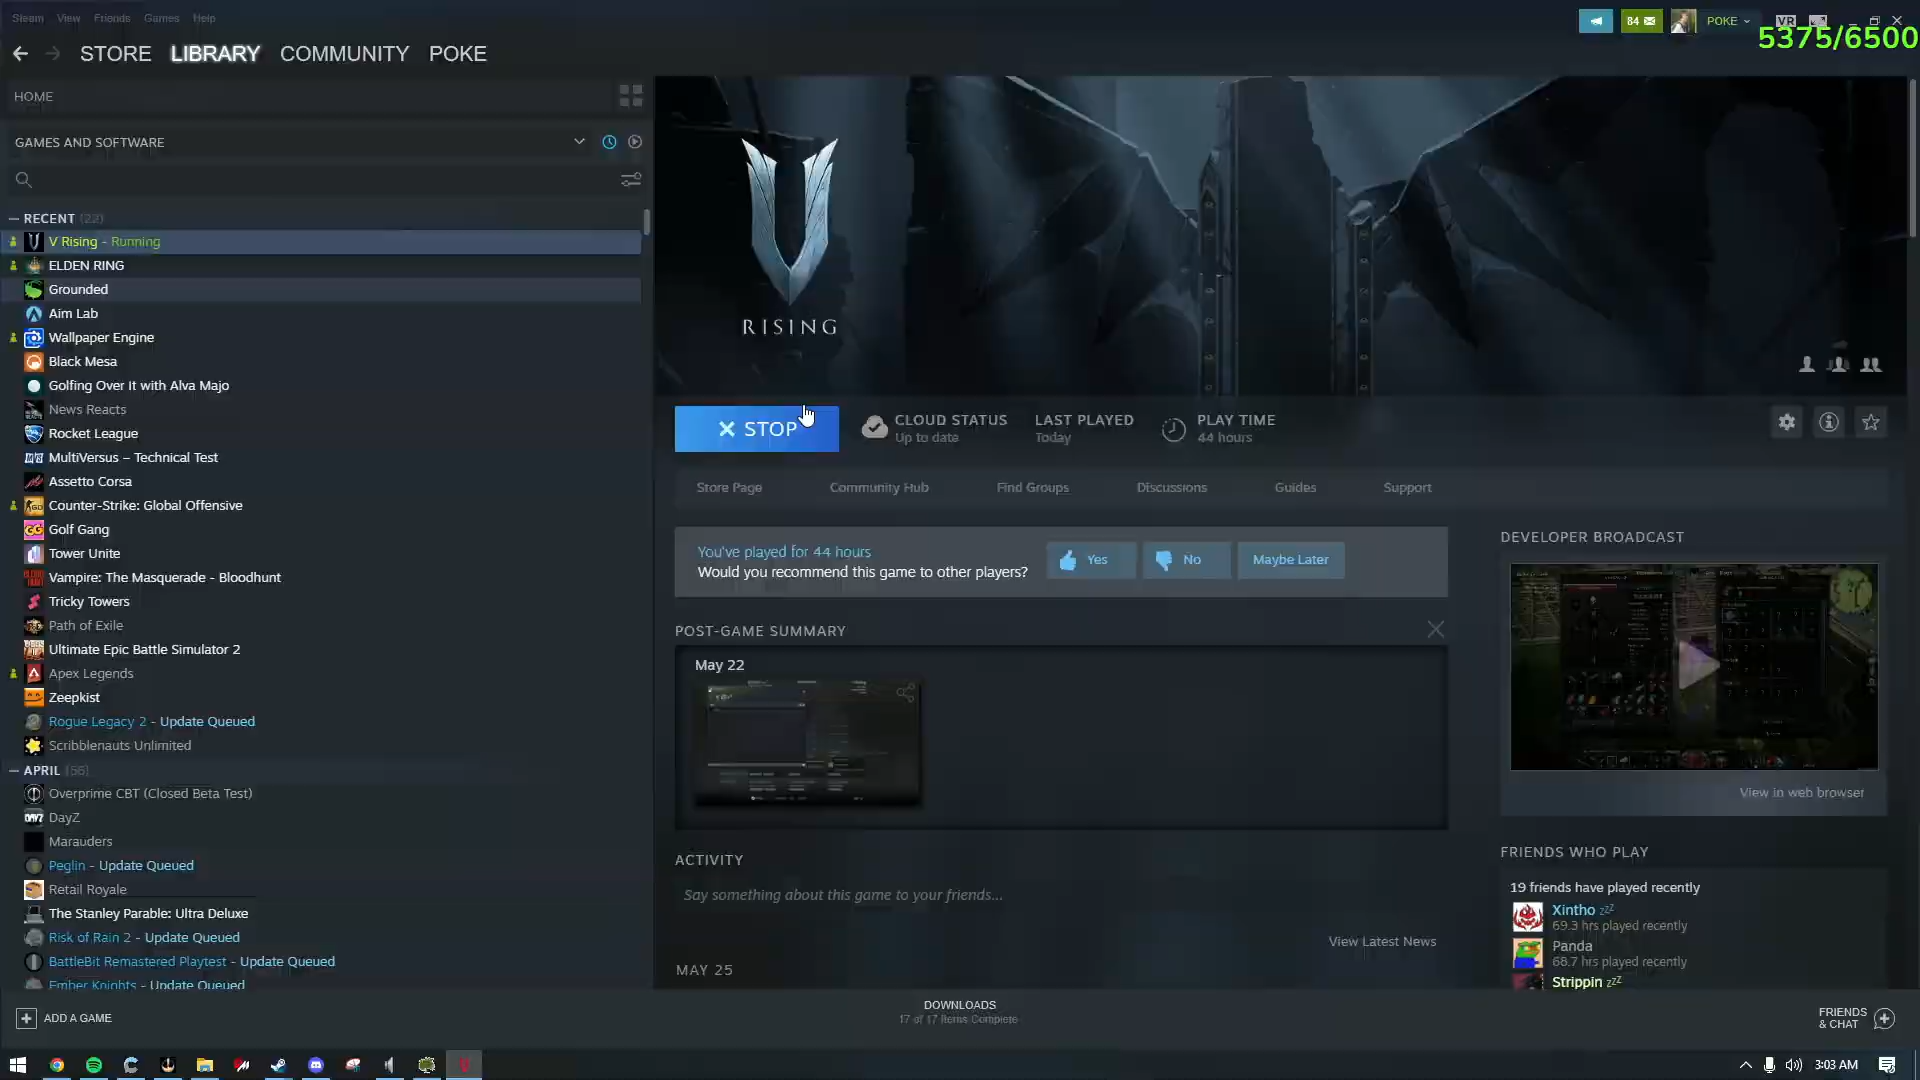 Steam View Friends Games Help
84
POKE
VR
5375/6500
STORE LIBRARY COMMUNITY POKE
HOME
GAMES AND SOFTWARE
— RECENT (22)
V Rising - Running
ELDEN RING
Grounded
Aim Lab
Wallpaper Engine
Black Mesa
Golfing Over It with Alva Majo
News Reacts
Rocket League
MultiVersus – Technical Test
Assetto Corsa
Counter-Strike: Global Offensive
Golf Gang
Tower Unite
Vampire: The Masquerade - Bloodhunt
Tricky Towers
Path of Exile
Ultimate Epic Battle Simulator 2
Apex Legends
Zeepkist
Rogue Legacy 2 - Update Queued
Scribblenauts Unlimited
— APRIL (56)
Overprime CBT (Closed Beta Test)
DayZ
Marauders
Peglin - Update Queued
Retail Royale
The Stanley Parable: Ultra Deluxe
Risk of Rain 2 - Update Queued
BattleBit Remastered Playtest - Update Queued
Ember Knights - Update Queued
V
RISING
STOP
CLOUD STATUS
Up to date
LAST PLAYED
Today
PLAY TIME
44 hours
Store Page Community Hub Find Groups Discussions Guides Support
You've played for 44 hours
Would you recommend this game to other players?
Yes No Maybe Later
POST-GAME SUMMARY
May 22
ACTIVITY
Say something about this game to your friends...
View Latest News
MAY 25
DEVELOPER BROADCAST
View in web browser
FRIENDS WHO PLAY
19 friends have played recently
Xintho zzZ
69.3 hrs played recently
Panda
68.7 hrs played recently
Strippin zzZ
ADD A GAME
DOWNLOADS
17 of 17 Items Complete
FRIENDS
& CHAT
3:03 AM